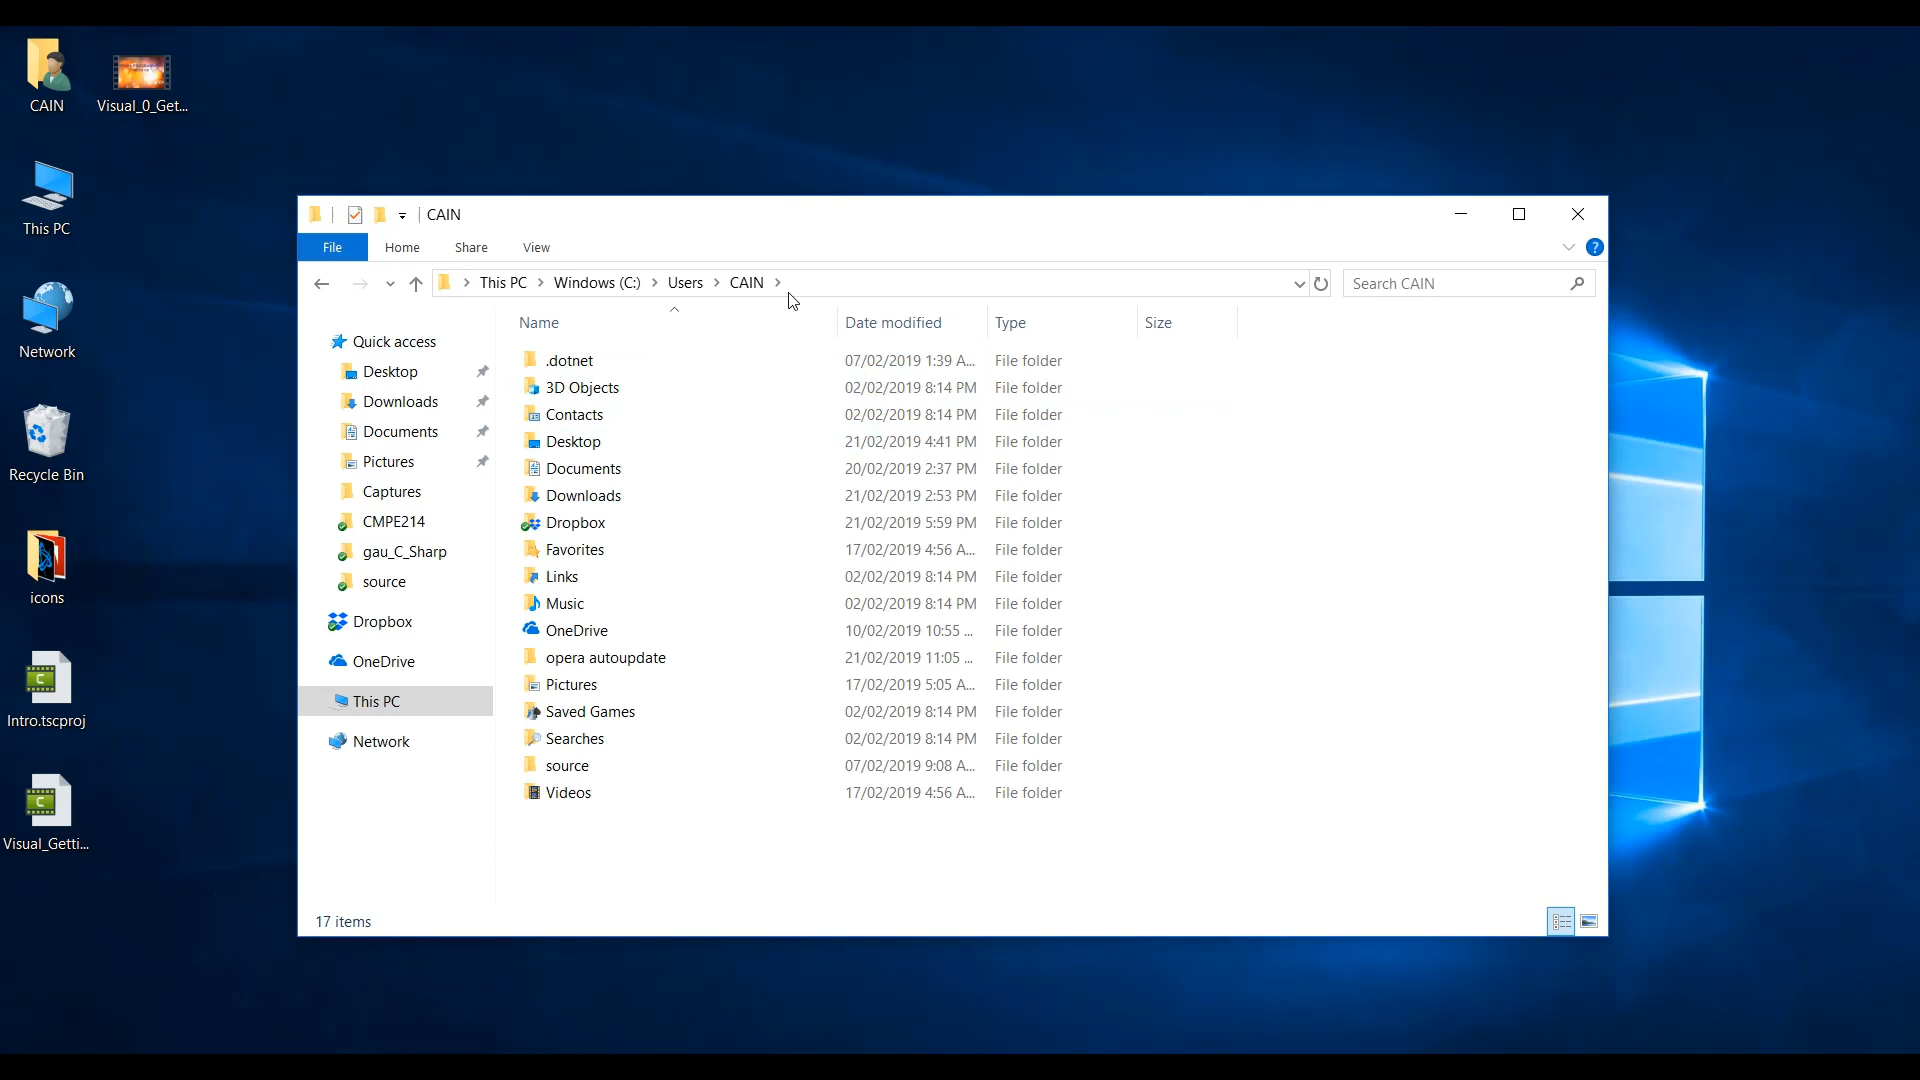 CAIN
Visual_0_Get...
This PC
Network
Recycle Bin
icons
Intro.tscproj
Visual_Getti...
CAIN
File Home Share View
This PC Windows (C:) Users CAIN
Search CAIN
Name Date modified Type Size
Quick access
Desktop
Downloads
Documents
Pictures
Captures
CMPE214
gau_C_Sharp
source
Dropbox
OneDrive
This PC
Network
.dotnet 07/02/2019 1:39 A... File folder
3D Objects 02/02/2019 8:14 PM File folder
Contacts 02/02/2019 8:14 PM File folder
Desktop 21/02/2019 4:41 PM File folder
Documents 20/02/2019 2:37 PM File folder
Downloads 21/02/2019 2:53 PM File folder
Dropbox 21/02/2019 5:59 PM File folder
Favorites 17/02/2019 4:56 A... File folder
Links 02/02/2019 8:14 PM File folder
Music 02/02/2019 8:14 PM File folder
OneDrive 10/02/2019 10:55 ... File folder
opera autoupdate 21/02/2019 11:05 ... File folder
Pictures 17/02/2019 5:05 A... File folder
Saved Games 02/02/2019 8:14 PM File folder
Searches 02/02/2019 8:14 PM File folder
source 07/02/2019 9:08 A... File folder
Videos 17/02/2019 4:56 A... File folder
17 items